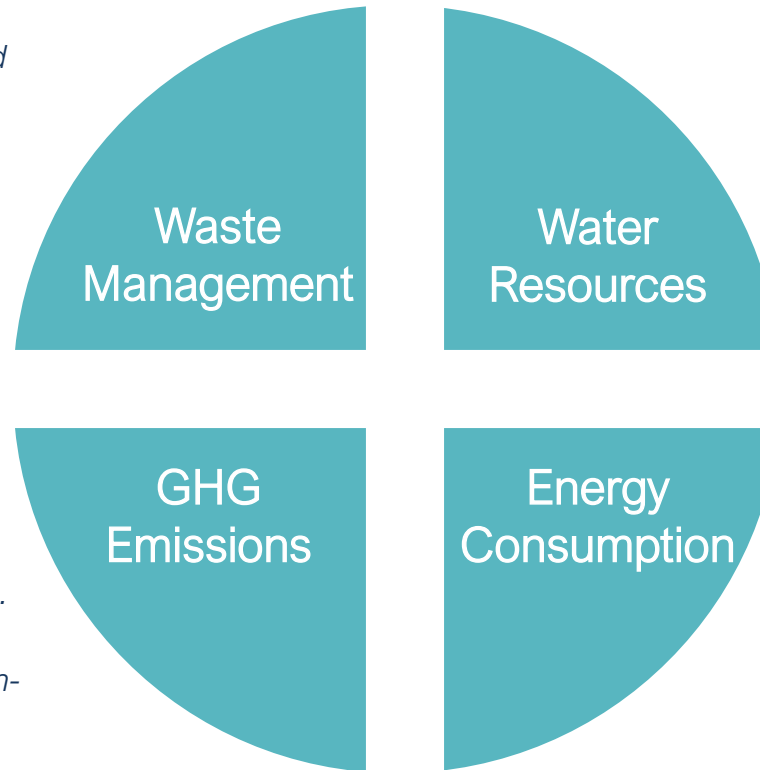 Waste
Management
Water
Resources
GHG
Emissions
Energy
Consumption